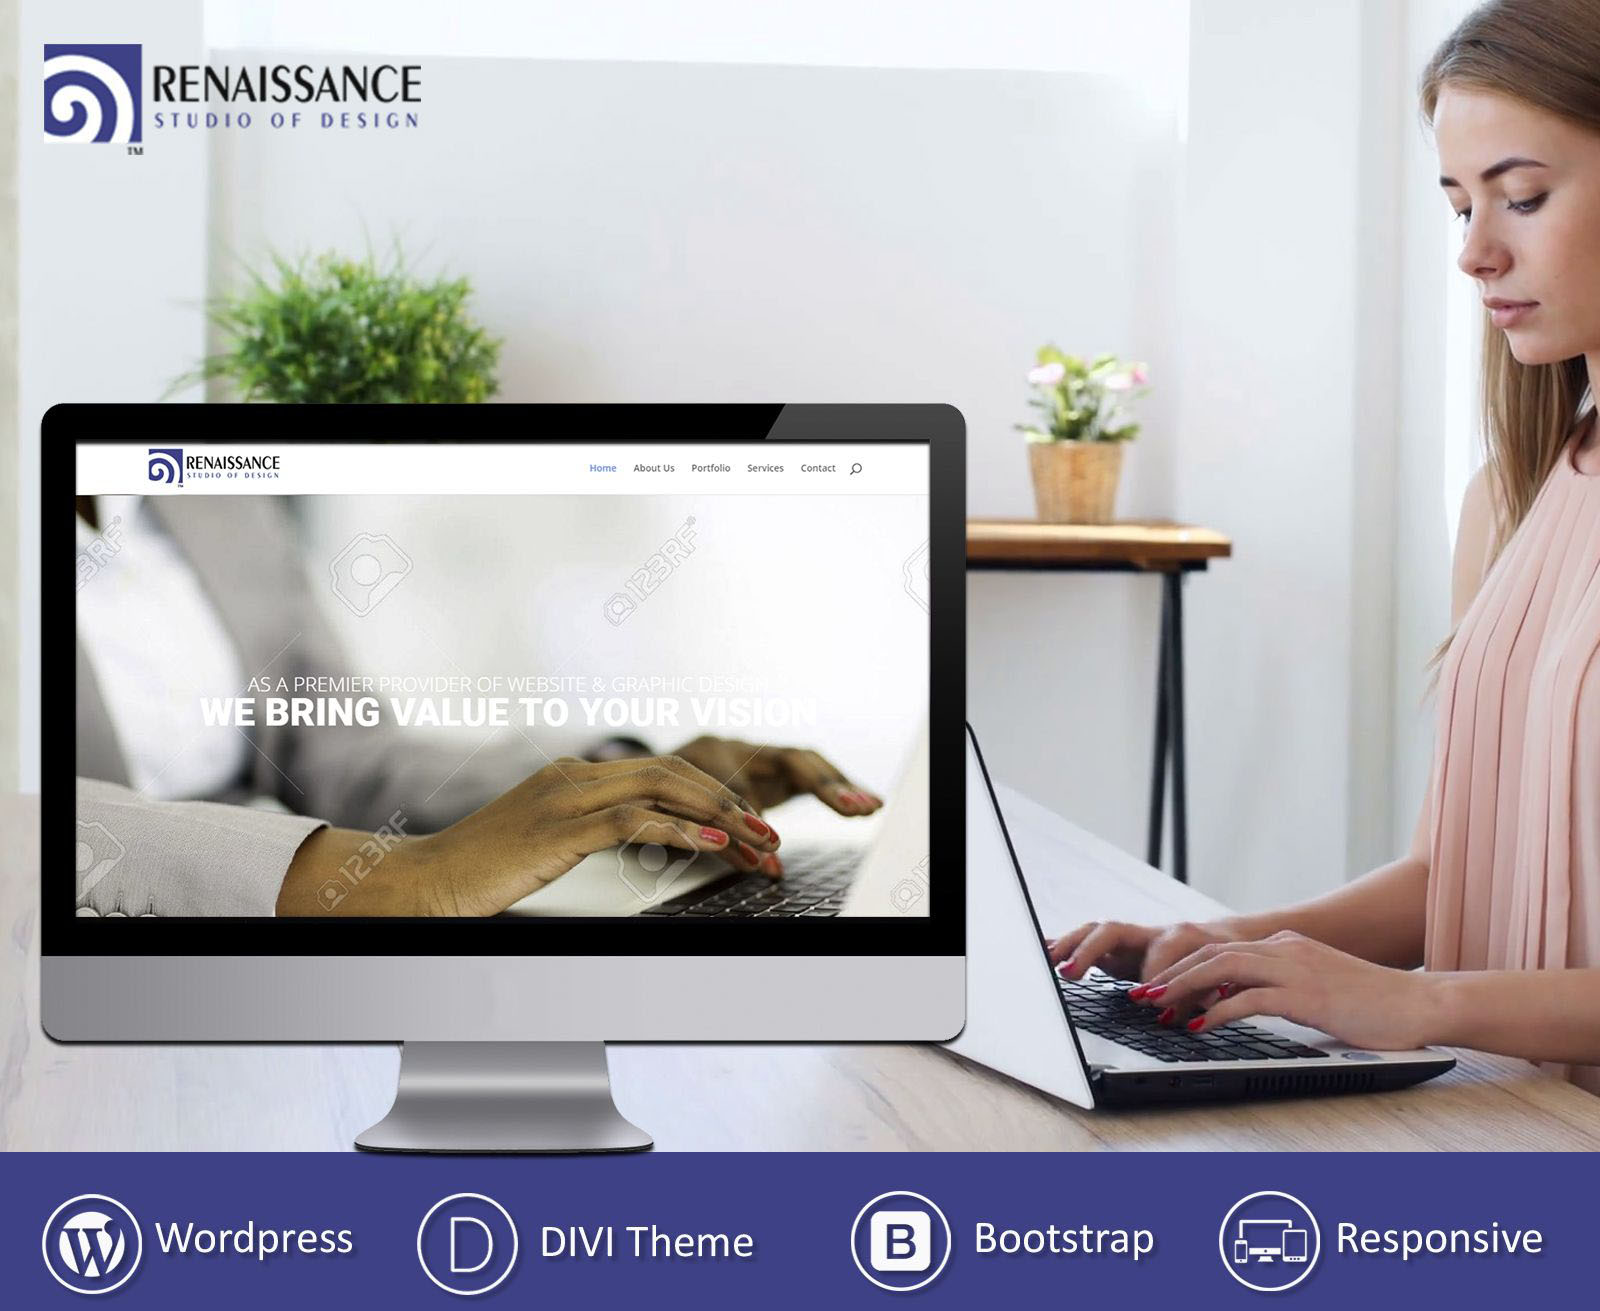 RENAISSANCE
STUDIO OF DESIGN
TM
RENAISSANCE
STUDIO OF DESIGN
TM
Home About Us Portfolio Services Contact
123RF
123RF
AS A PREMIER PROVIDER OF WEBSITE & GRAPHIC DESIGN
WE BRING VALUE TO YOUR VISION
123RF
Wordpress
D
DIVI Theme
B
Bootstrap
Responsive